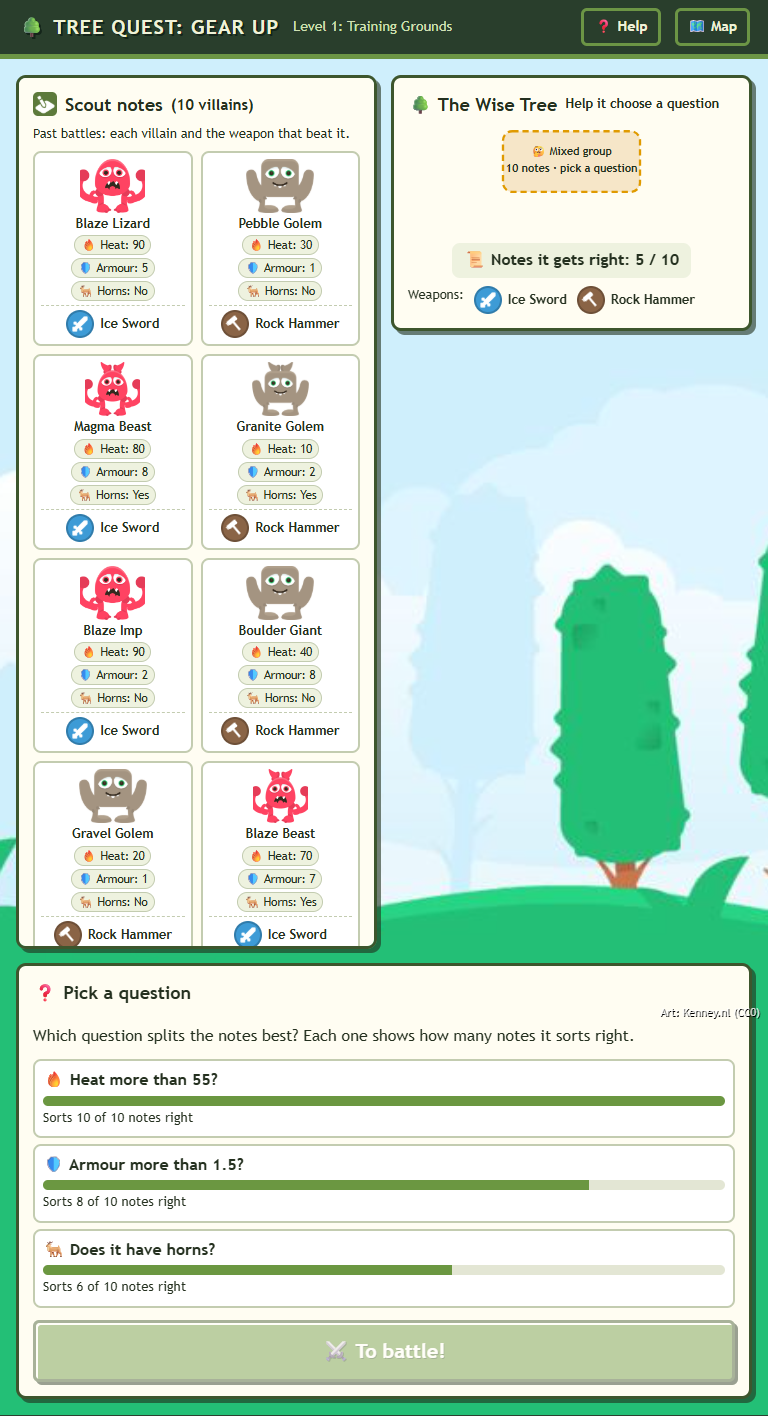 TREE QUEST: GEAR UP
Level 1: Training Grounds
Help
Map
Scout notes (10 villains)
Past battles: each villain and the weapon that beat it.
Blaze Lizard
Heat: 90
Armour: 5
Horns: No
Ice Sword
Pebble Golem
Heat: 30
Armour: 1
Horns: No
Rock Hammer
Magma Beast
Heat: 80
Armour: 8
Horns: Yes
Ice Sword
Granite Golem
Heat: 10
Armour: 2
Horns: Yes
Rock Hammer
Blaze Imp
Heat: 90
Armour: 2
Horns: No
Ice Sword
Boulder Giant
Heat: 40
Armour: 8
Horns: No
Rock Hammer
Gravel Golem
Heat: 20
Armour: 1
Horns: No
Rock Hammer
Blaze Beast
Heat: 70
Armour: 7
Horns: Yes
Ice Sword
The Wise Tree Help it choose a question
Mixed group
10 notes · pick a question
Notes it gets right: 5 / 10
Weapons: Ice Sword Rock Hammer
Pick a question
Art: Kenney.nl (CC0)
Which question splits the notes best? Each one shows how many notes it sorts right.
Heat more than 55?
Sorts 10 of 10 notes right
Armour more than 1.5?
Sorts 8 of 10 notes right
Does it have horns?
Sorts 6 of 10 notes right
To battle!